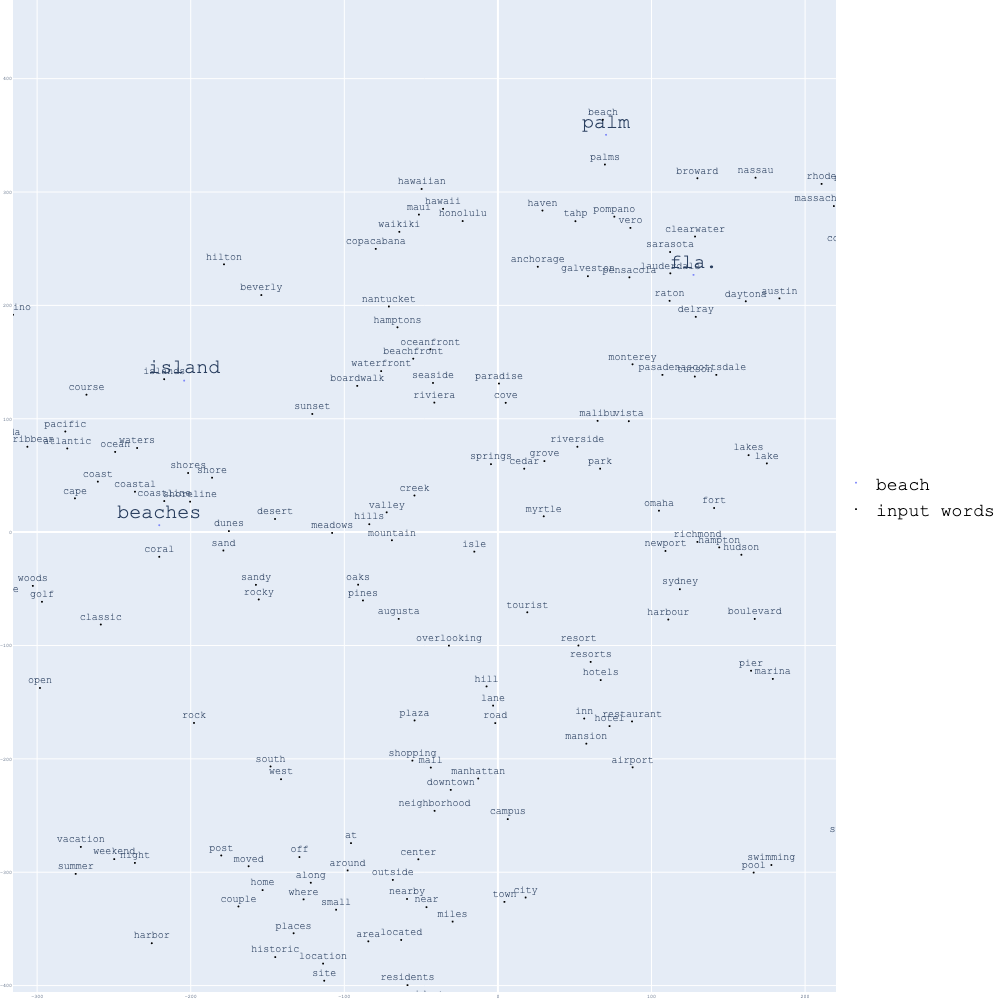 400
beach
palm
palms
broward
nassau
hawaiian
hawaii
maui
honolulu
waikiki
copacabana
haven
tahp
pompano
vero
clearwater
sarasota
lauderdale
fla.
anchorage
galveston
pensacola
hilton
beverly
nantucket
hamptons
raton
daytona
austin
delray
oceanfront
beachfront
waterfront
boardwalk
seaside
paradise
monterey
pasadena
tucson
scottsdale
island
islands
course
riviera
cove
sunset
malibu
vista
pacific
atlantic
ocean
waters
riverside
grove
springs
cedar
park
lakes
lake
shores
shore
coast
coastal
cape
coastline
shoreline
beach
creek
omaha
fort
beaches
valley
hills
desert
dunes
meadows
mountain
myrtle
input words
richmond
newport
hampton
hudson
sand
coral
isle
woods
golf
sandy
rocky
oaks
pines
sydney
classic
augusta
tourist
harbour
boulevard
overlooking
resort
resorts
hotels
pier
marina
open
hill
lane
road
rock
plaza
inn
hotel
restaurant
mansion
south
west
shopping
mall
manhattan
downtown
airport
neighborhood
campus
vacation
weekend
night
summer
at
post
off
moved
around
center
along
outside
swimming
pool
home
where
couple
small
nearby
near
town
city
miles
places
harbor
area
located
historic
location
site
residents